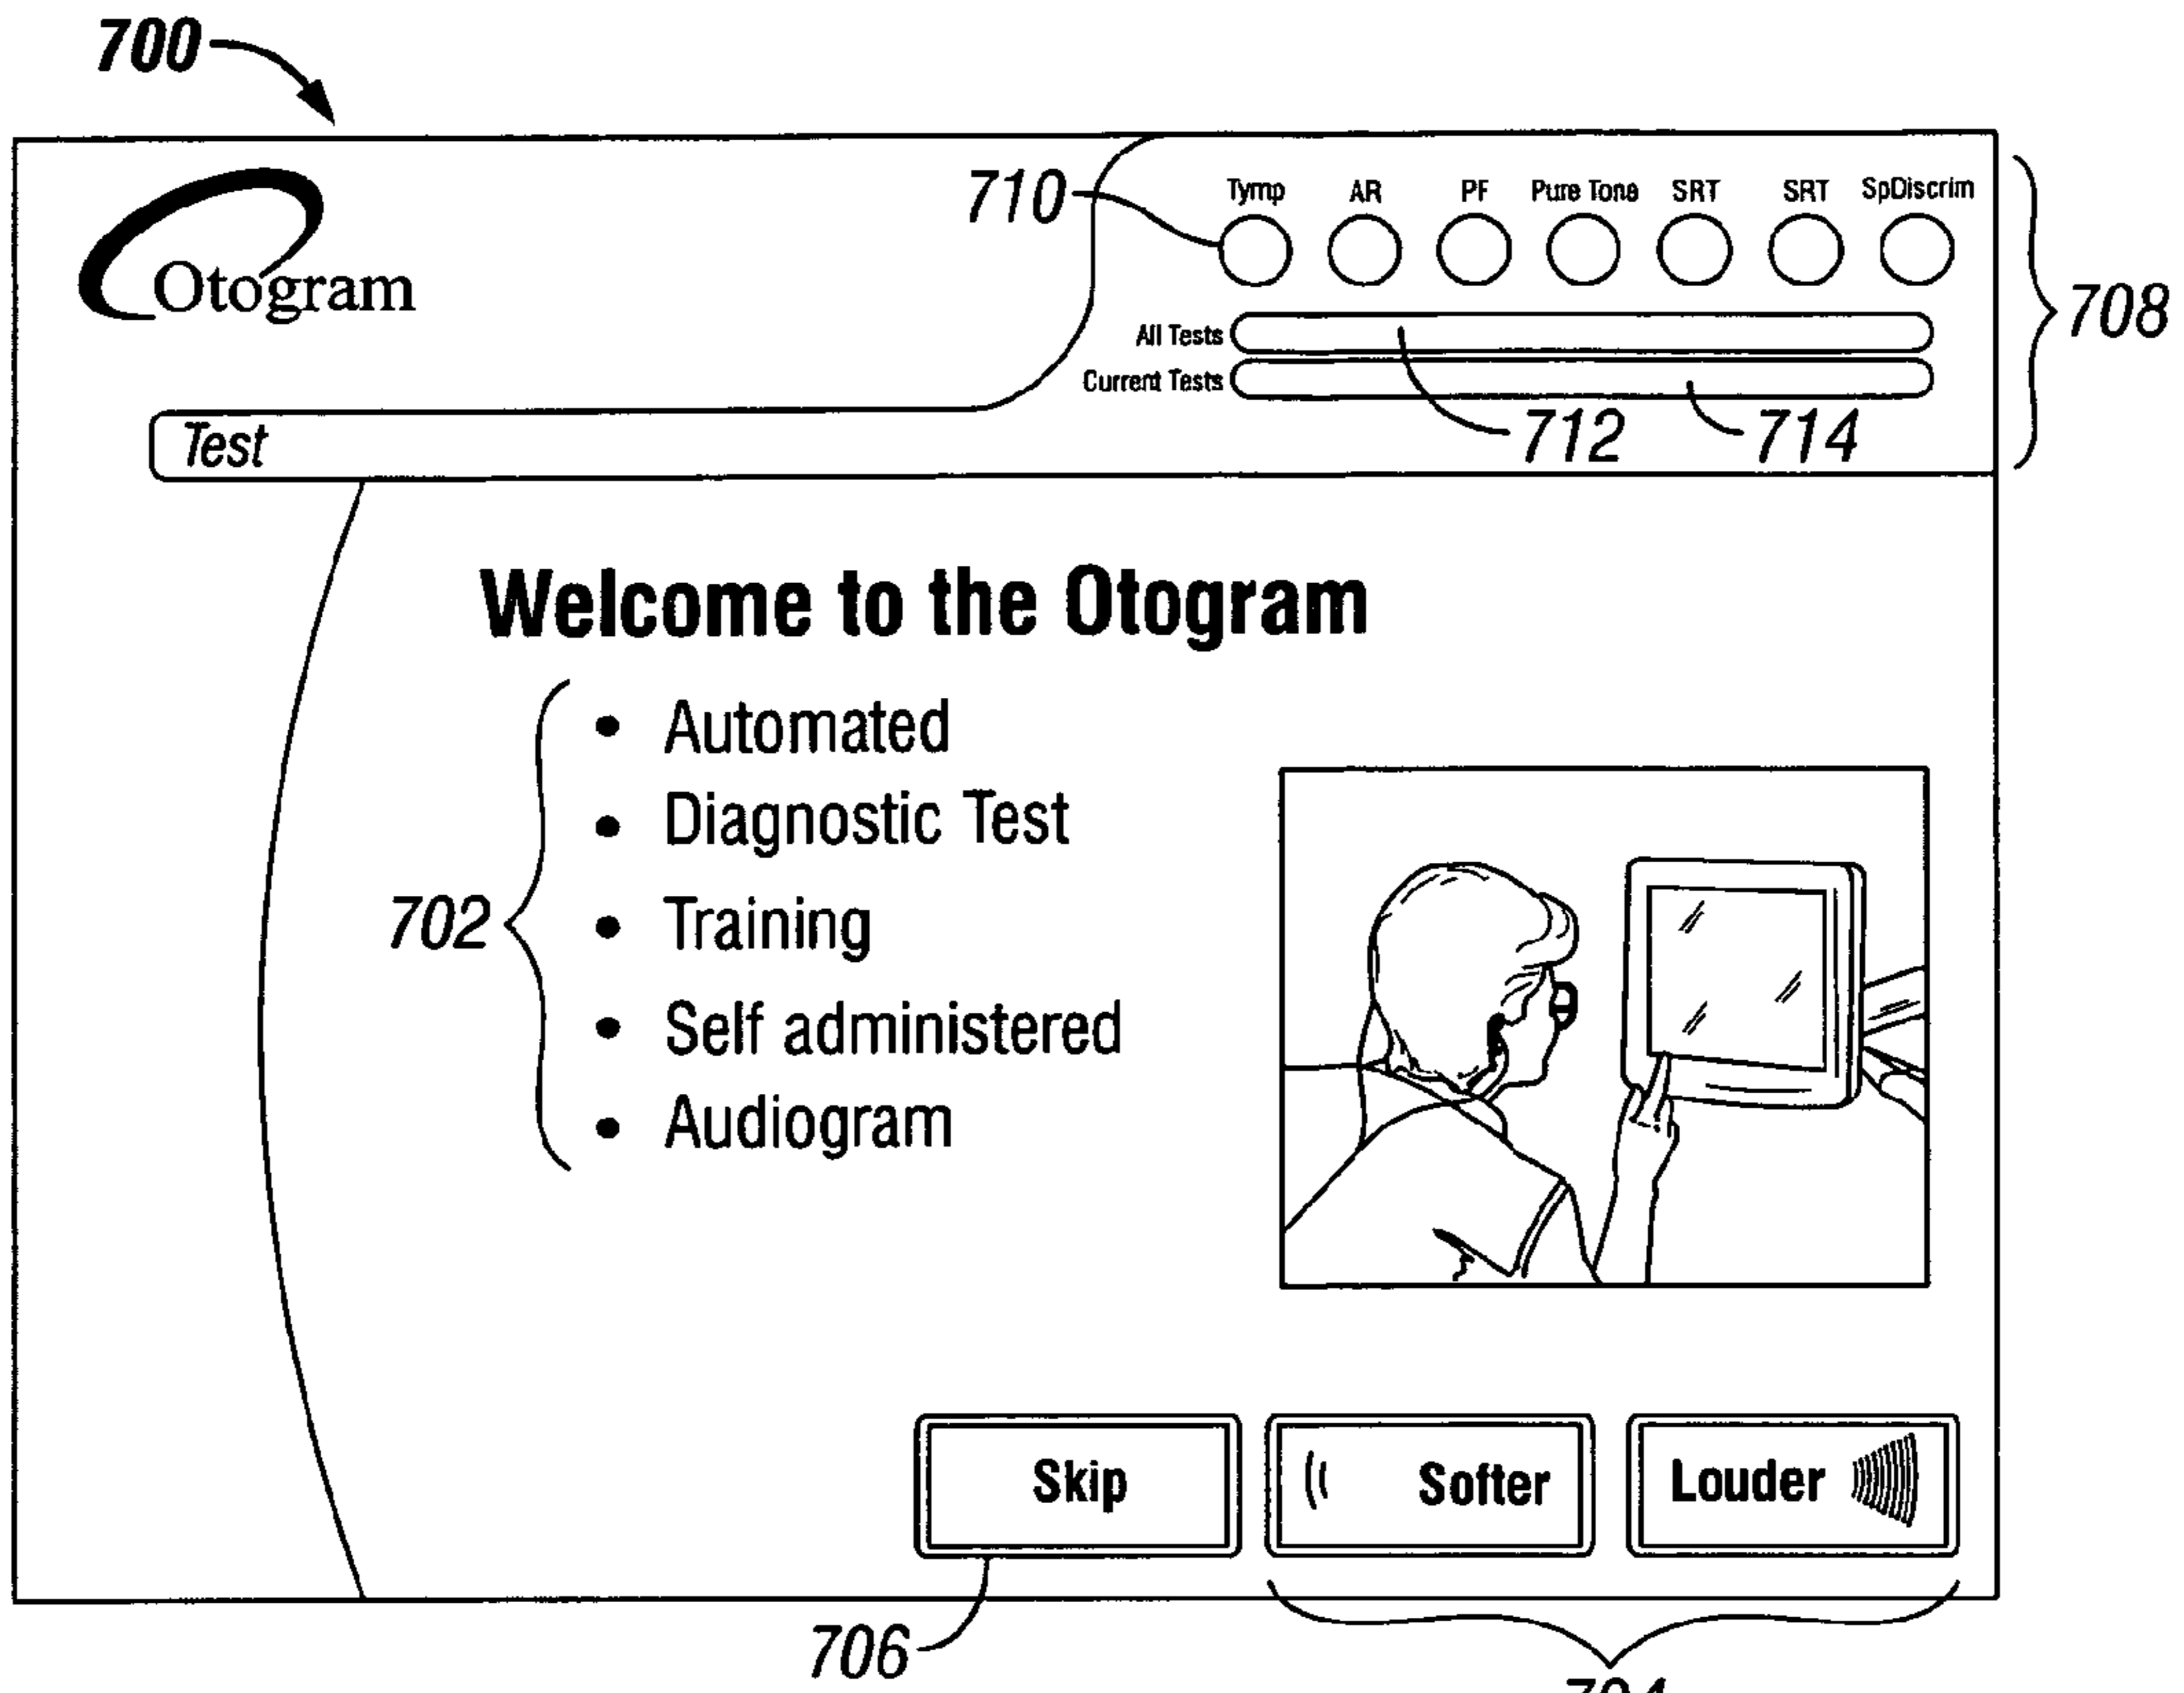 700
710
Tymp AR PF Pure Tone SRT SRT SpDiscrim
Otogram
All Tests
708
Current Tests
712 714
Test
Welcome to the Otogram
• Automated
• Diagnostic Test
702
• Training
• Self administered
• Audiogram
Skip Softer Louder
706